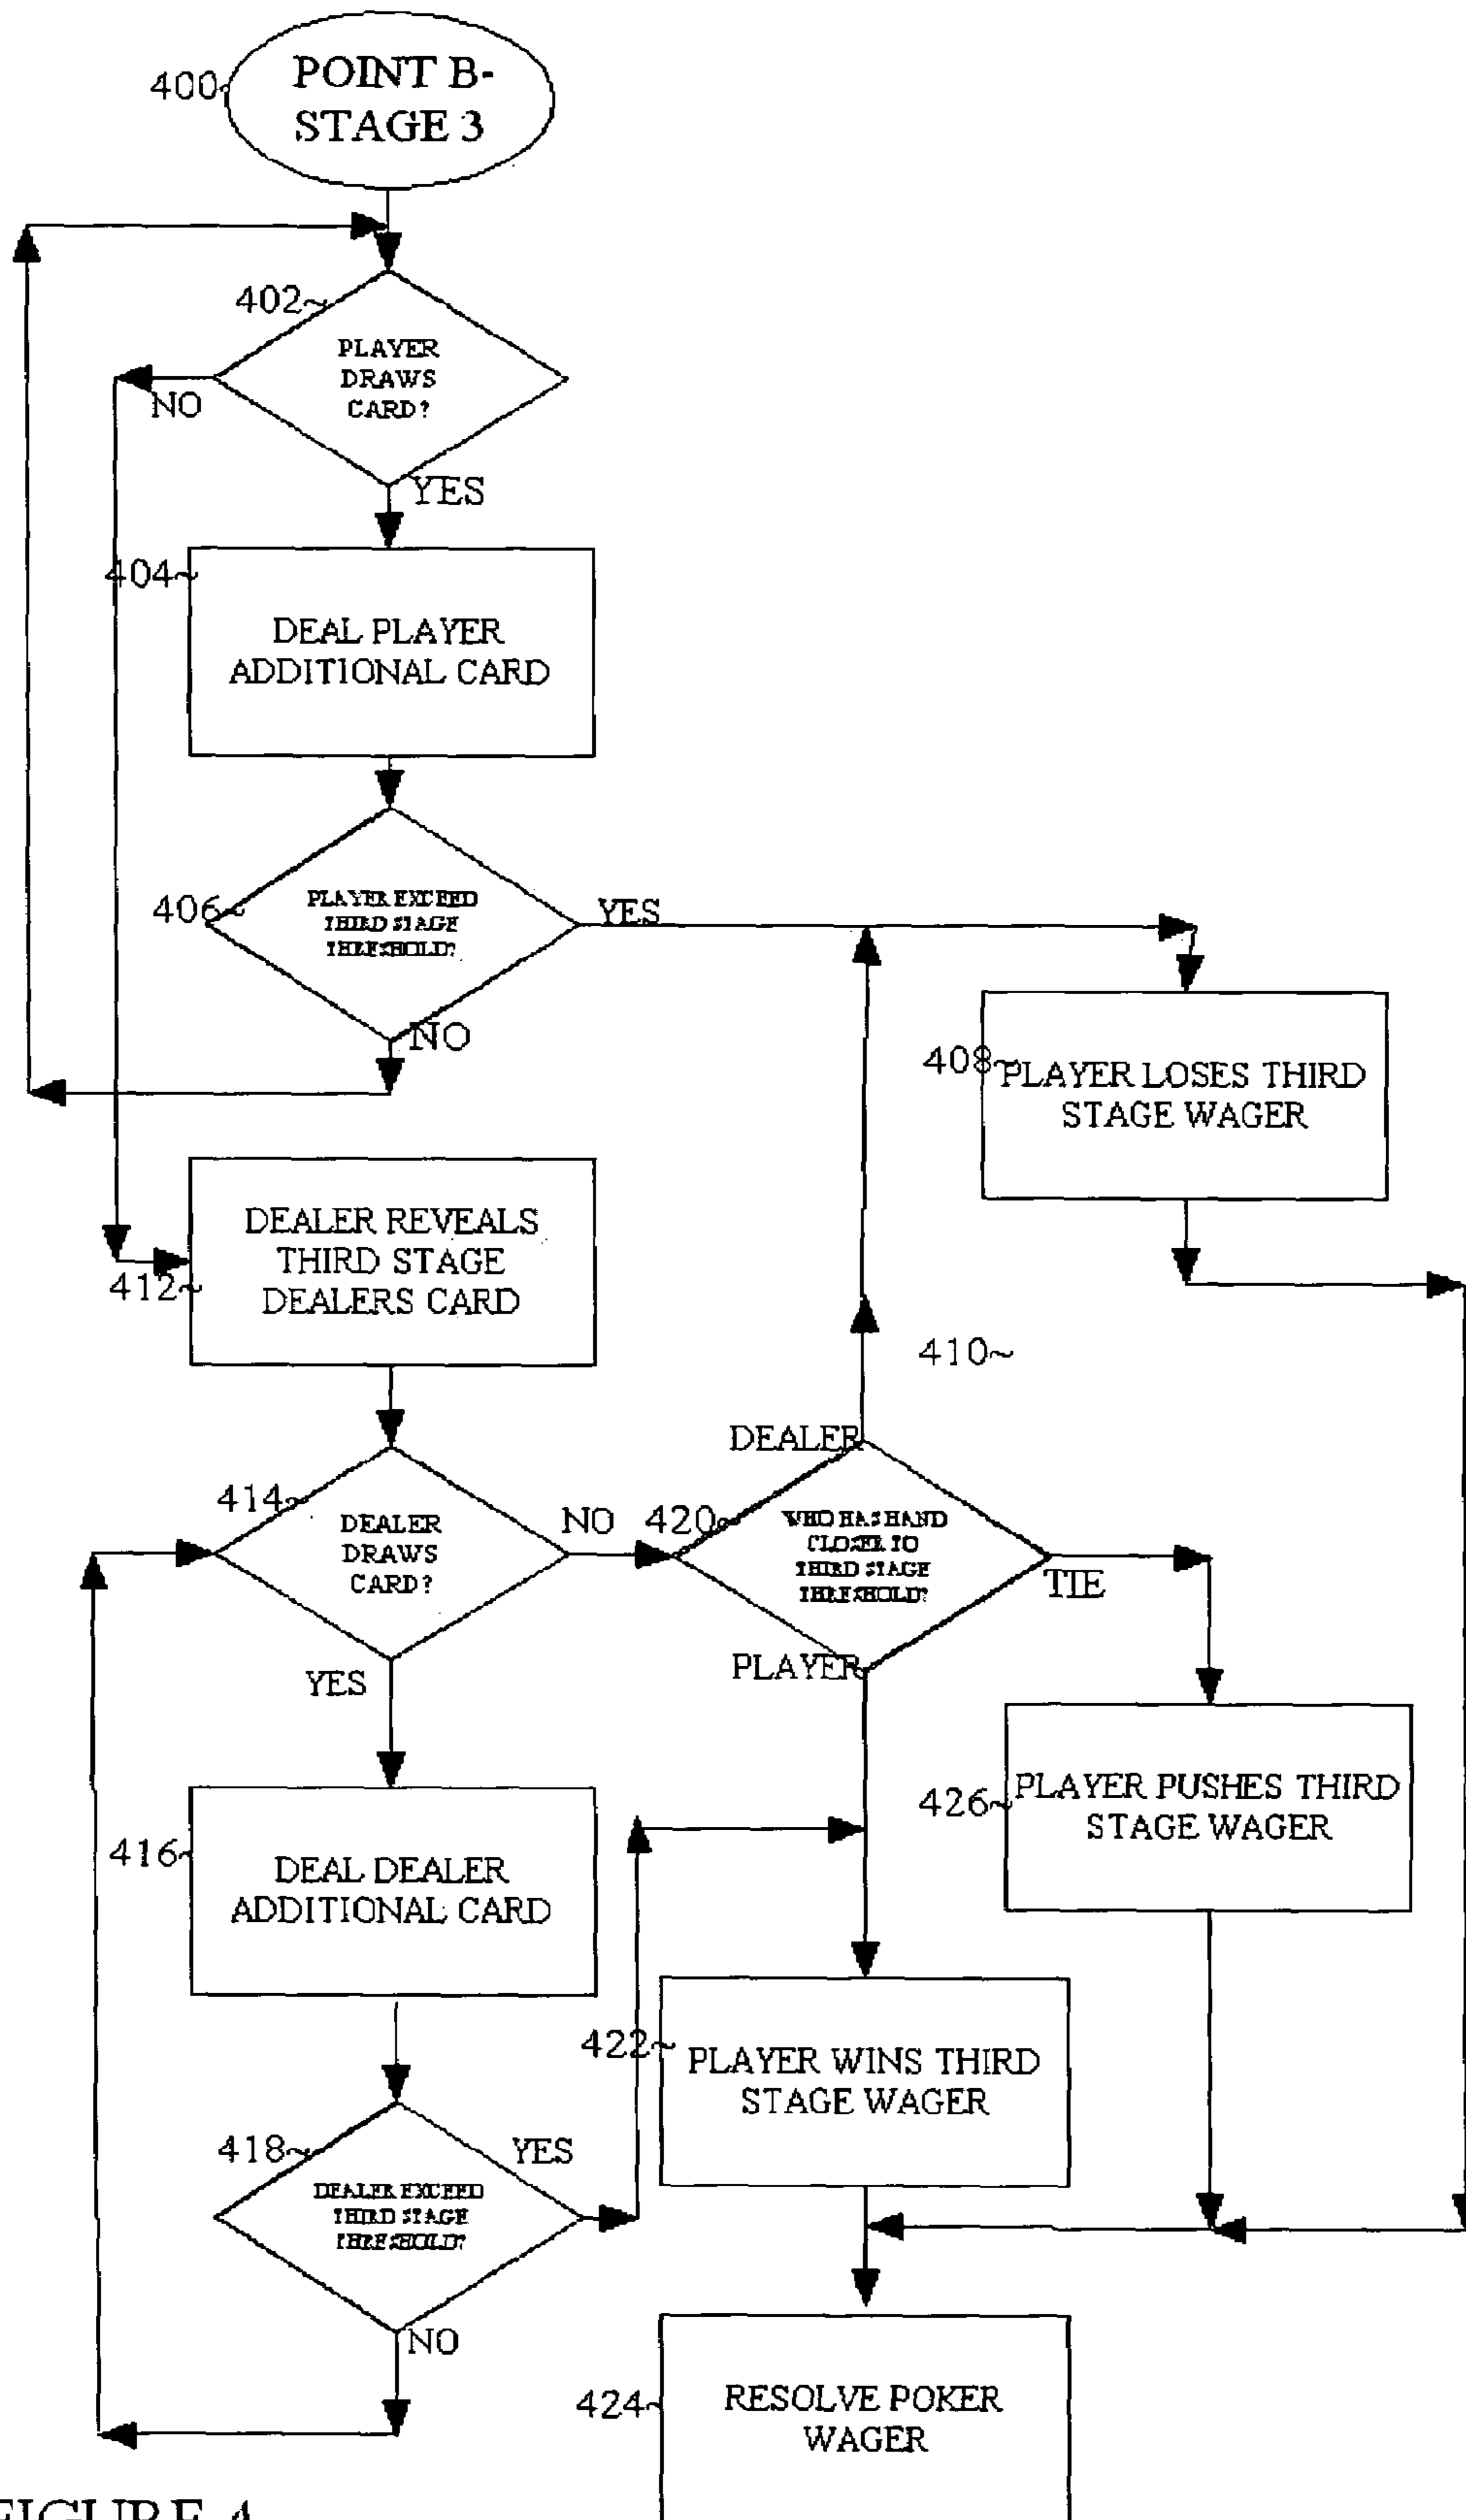 400~
POINT B-
STAGE 3
402~
PLAYER
DRAWS
CARD?
NO
YES
404~
DEAL PLAYER
ADDITIONAL CARD
406~
PLAYER EXCEED
THIRD STAGE
THRESHOLD?
YES
NO
408~
PLAYER LOSES THIRD
STAGE WAGER
DEALER REVEALS
THIRD STAGE
DEALERS CARD
412~
410~
DEALER
414~
DEALER
DRAWS
CARD?
NO
420~
WHO HAS HAND
CLOSER TO
THIRD STAGE
THRESHOLD?
TIE
PLAYER
YES
426~
PLAYER PUSHES THIRD
STAGE WAGER
416~
DEAL DEALER
ADDITIONAL CARD
422~
PLAYER WINS THIRD
STAGE WAGER
418~
YES
DEALER EXCEED
THIRD STAGE
THRESHOLD?
NO
424~
RESOLVE POKER
WAGER
FIGURE 4